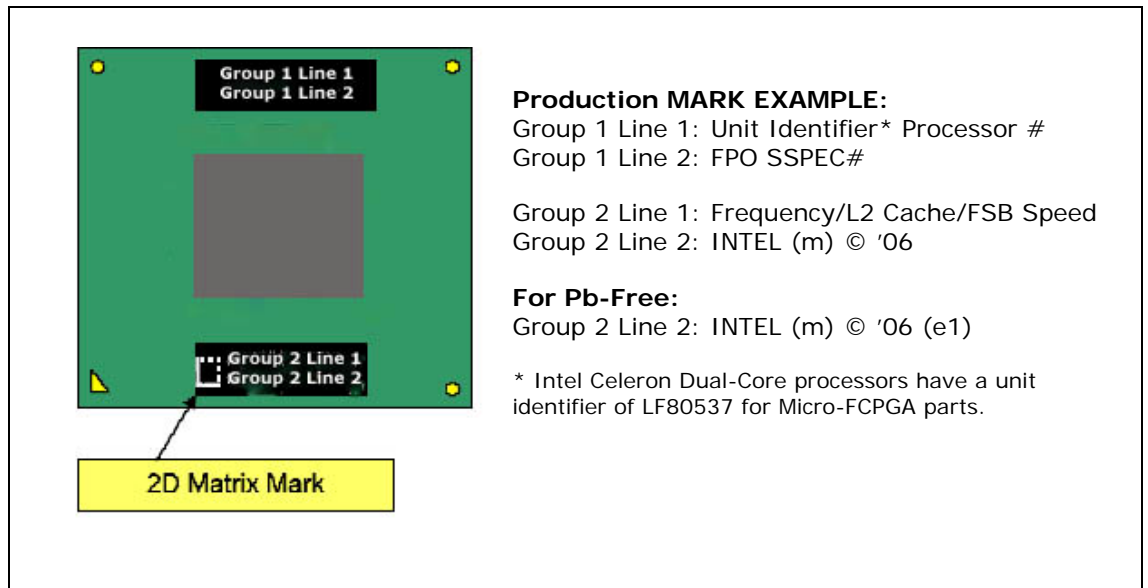 Group 1 Line 1
Group 1 Line 2
Production MARK EXAMPLE:
Group 1 Line 1: Unit Identifier* Processor #
Group 1 Line 2: FPO SSPEC#
Group 2 Line 1: Frequency/L2 Cache/FSB Speed
Group 2 Line 2: INTEL (m) © '06
For Pb-Free:
Group 2 Line 2: INTEL (m) © '06 (e1)
* Intel Celeron Dual-Core processors have a unit
identifier of LF80537 for Micro-FCPGA parts.
Group 2 Line 1
Group 2 Line 2
2D Matrix Mark